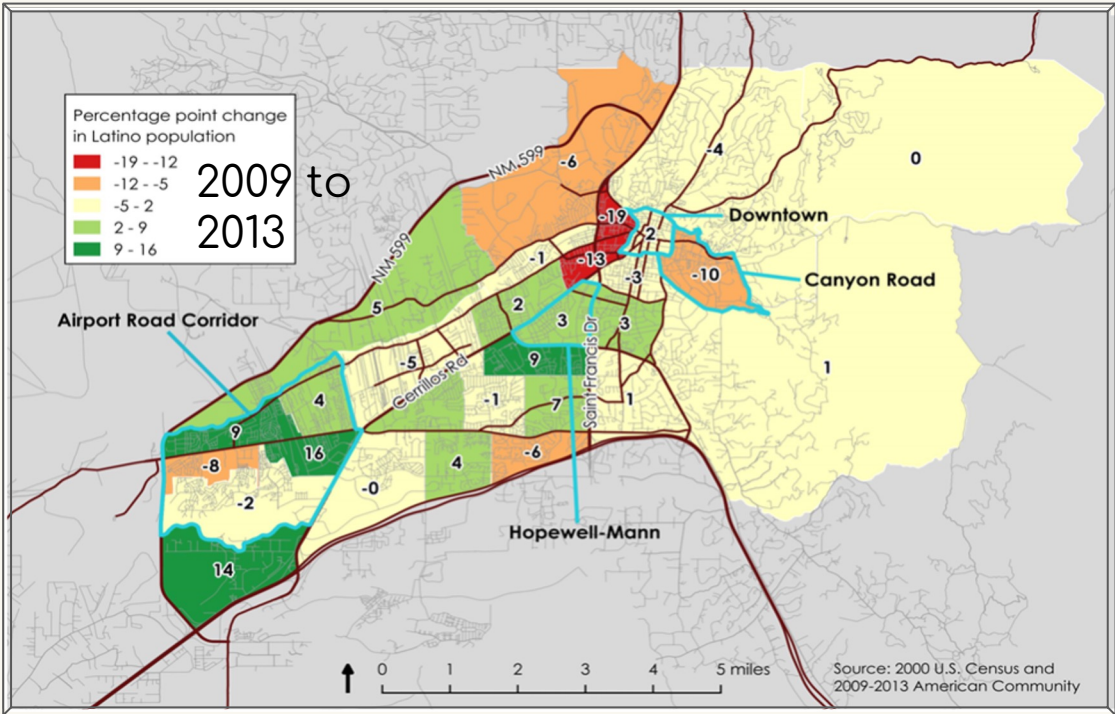 Percentage point change
in Latino population
-19 - -12
-12 - -5
-5 - 2
2 - 9
9 - 16
2009 to
2013
NM 599
-6
-4
0
-19
Downtown
2
NM 599
-1
-13
-3
-10
Canyon Road
5
2
3
3
Airport Road Corridor
-5
9
Saint Francis Dr
1
Cerrillos Rd
4
-1
7
1
9
16
-8
4
-6
-0
-2
Hopewell-Mann
14
0 1 2 3 4 5 miles
Source: 2000 U.S. Census and
2009-2013 American Community